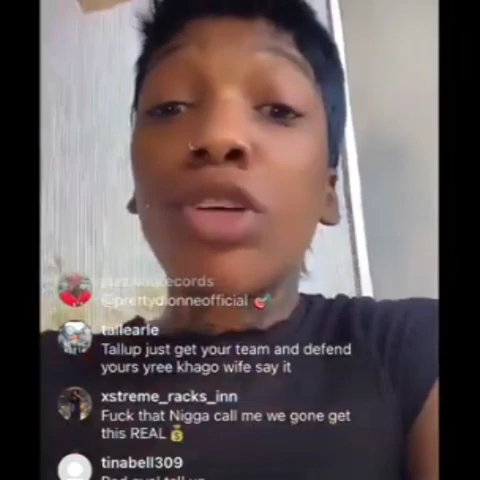 records
@prettydionneofficial
tallearle
Tallup just get your team and defend
yours yree khago wife say it
xstreme_racks_inn
Fuck that Nigga call me we gone get
this REAL 💰
tinabell309